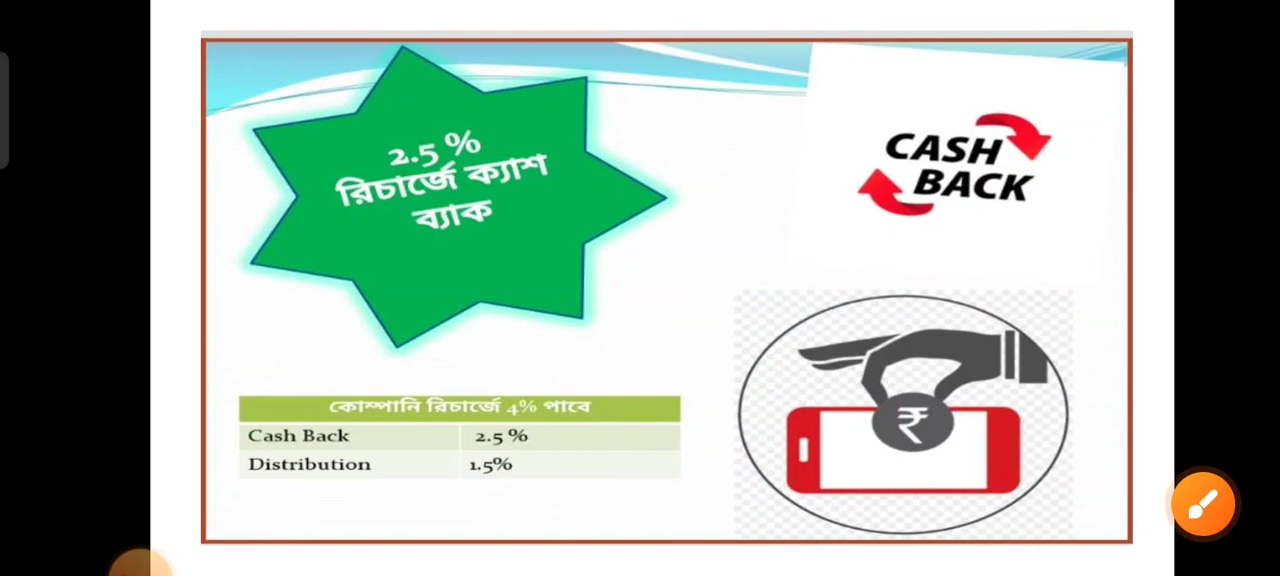 2.5 %
রিচার্জে ক্যাশ
ব্যাক
CASH
BACK
₹
কোম্পানি রিচার্জে 4% পাবে
Cash Back 2.5 %
Distribution 1.5%